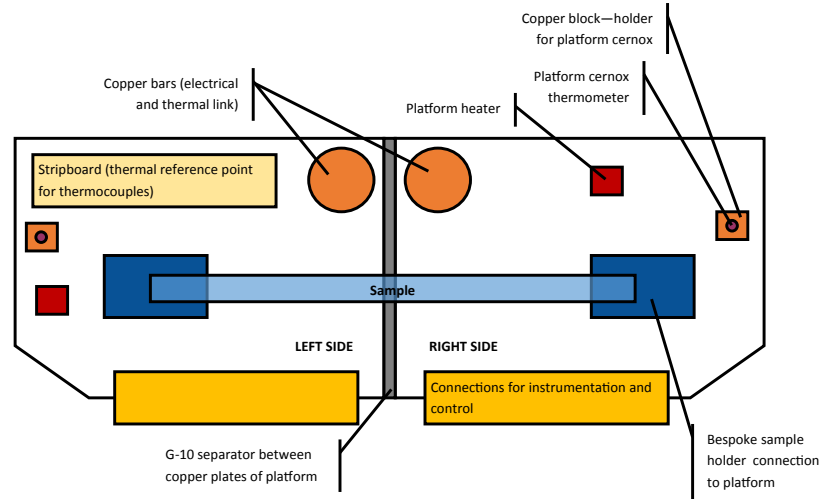 Copper block—holder
for platform cernox
Copper bars (electrical
and thermal link)
Platform heater
Platform cernox
thermometer
Stripboard (thermal reference point
for thermocouples)
Sample
LEFT SIDE
RIGHT SIDE
Connections for instrumentation and
control
G-10 separator between
copper plates of platform
Bespoke sample
holder connection
to platform